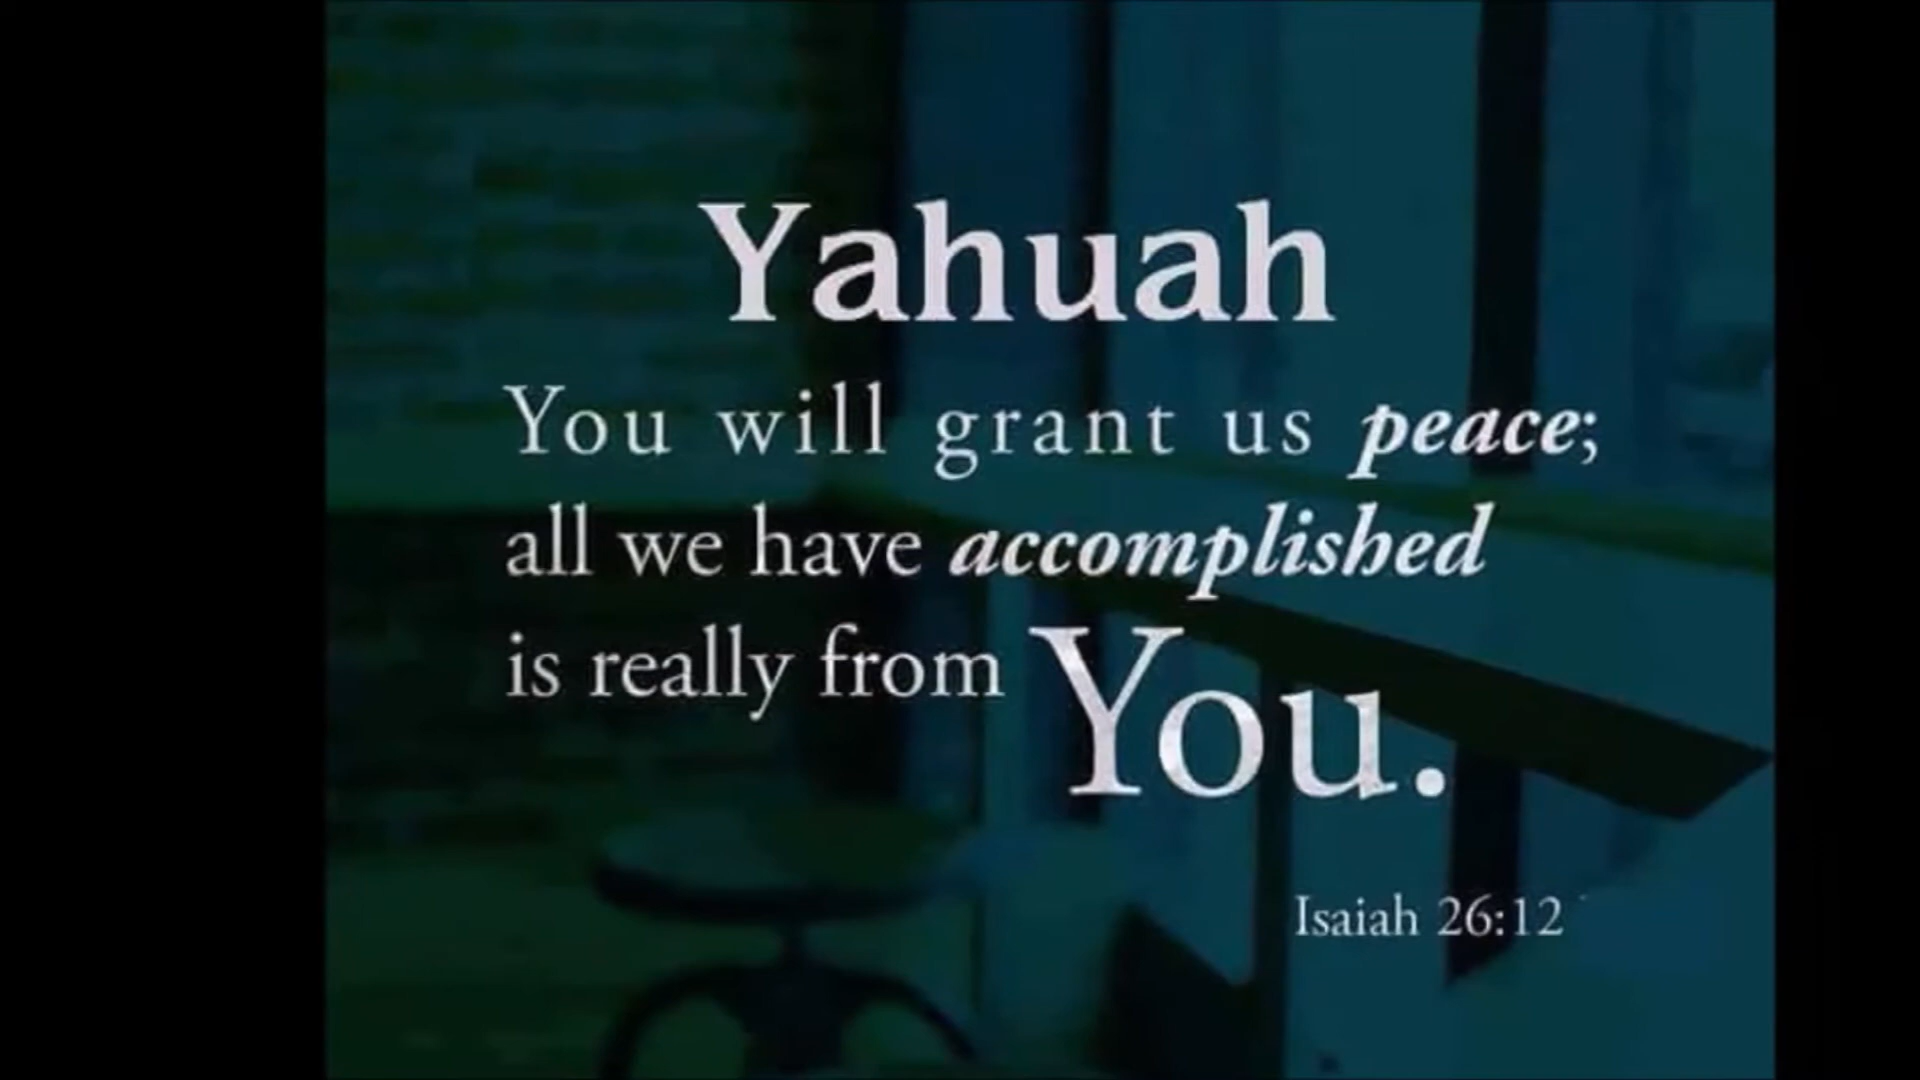 Yahuah
You will grant us peace;
all we have accomplished
is really from You.
Isaiah 26:12